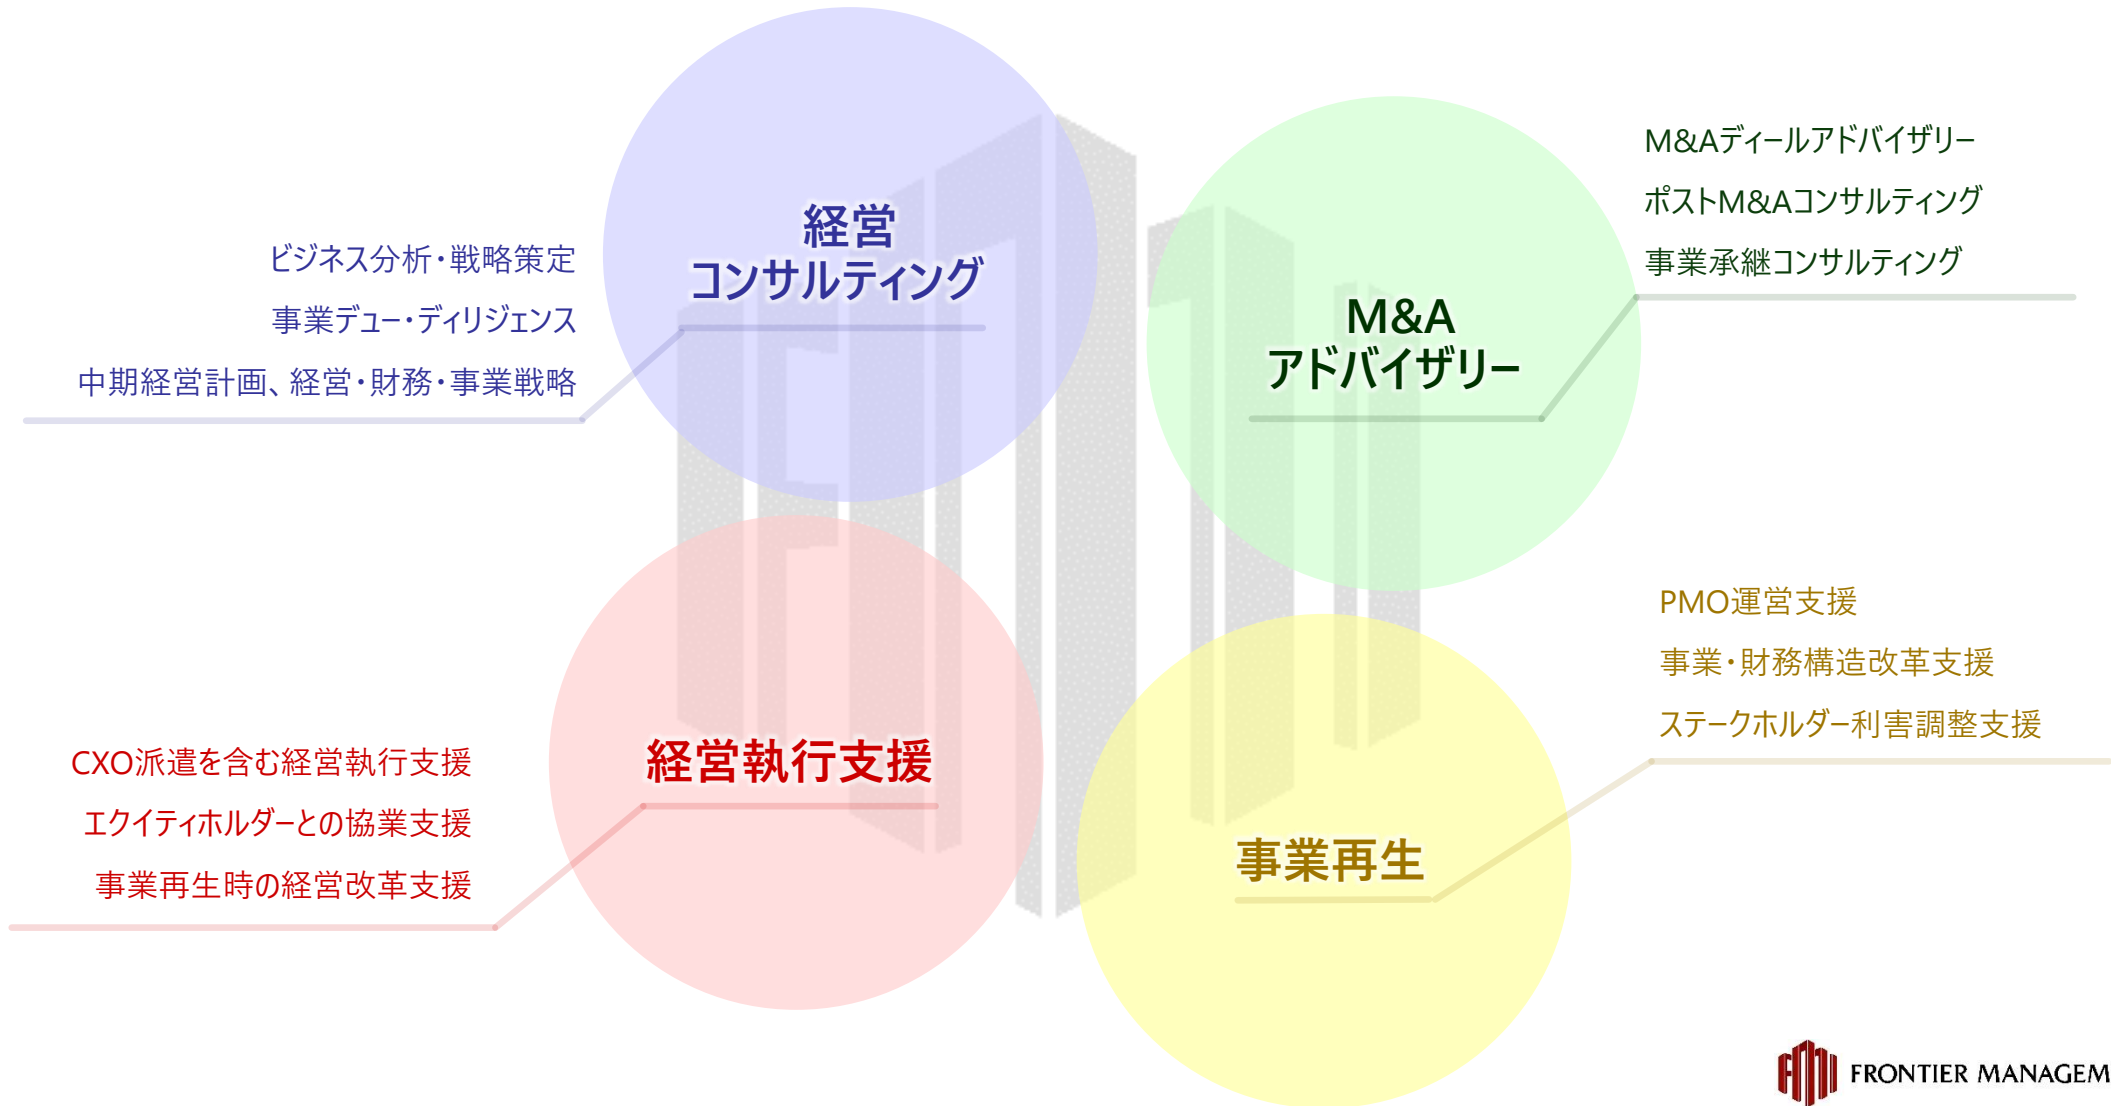 経営
コンサルティング
ビジネス分析・戦略策定
事業デュー・ディリジェンス
中期経営計画、経営・財務・事業戦略
M&A
アドバイザリー
M&Aディールアドバイザリー
ポストM&Aコンサルティング
事業承継コンサルティング
経営執行支援
CXO派遣を含む経営執行支援
エクイティホルダーとの協業支援
事業再生時の経営改革支援
事業再生
PMO運営支援
事業・財務構造改革支援
ステークホルダー利害調整支援
FRONTIER MANAGEM